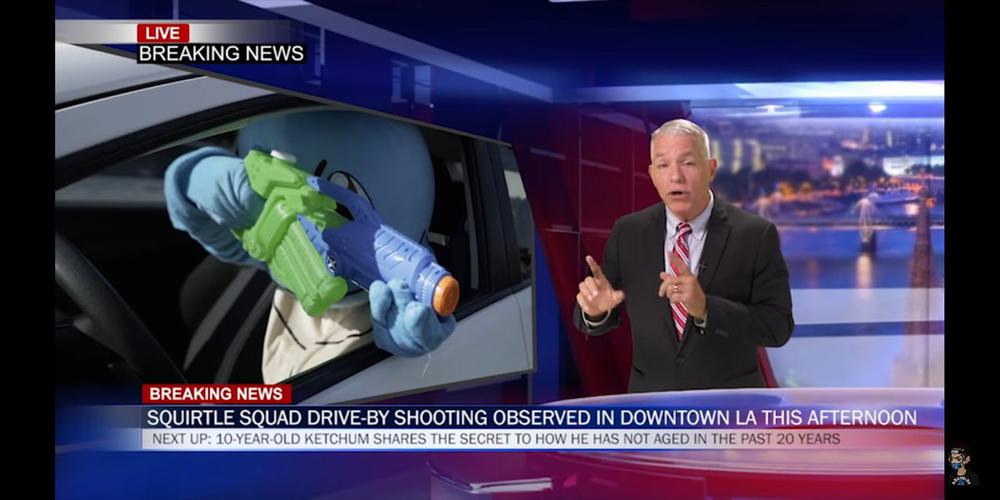 LIVE
BREAKING NEWS
BREAKING NEWS
SQUIRTLE SQUAD DRIVE-BY SHOOTING OBSERVED IN DOWNTOWN LA THIS AFTERNOON
NEXT UP: 10-YEAR-OLD KETCHUM SHARES THE SECRET TO HOW HE HAS NOT AGED IN THE PAST 20 YEARS